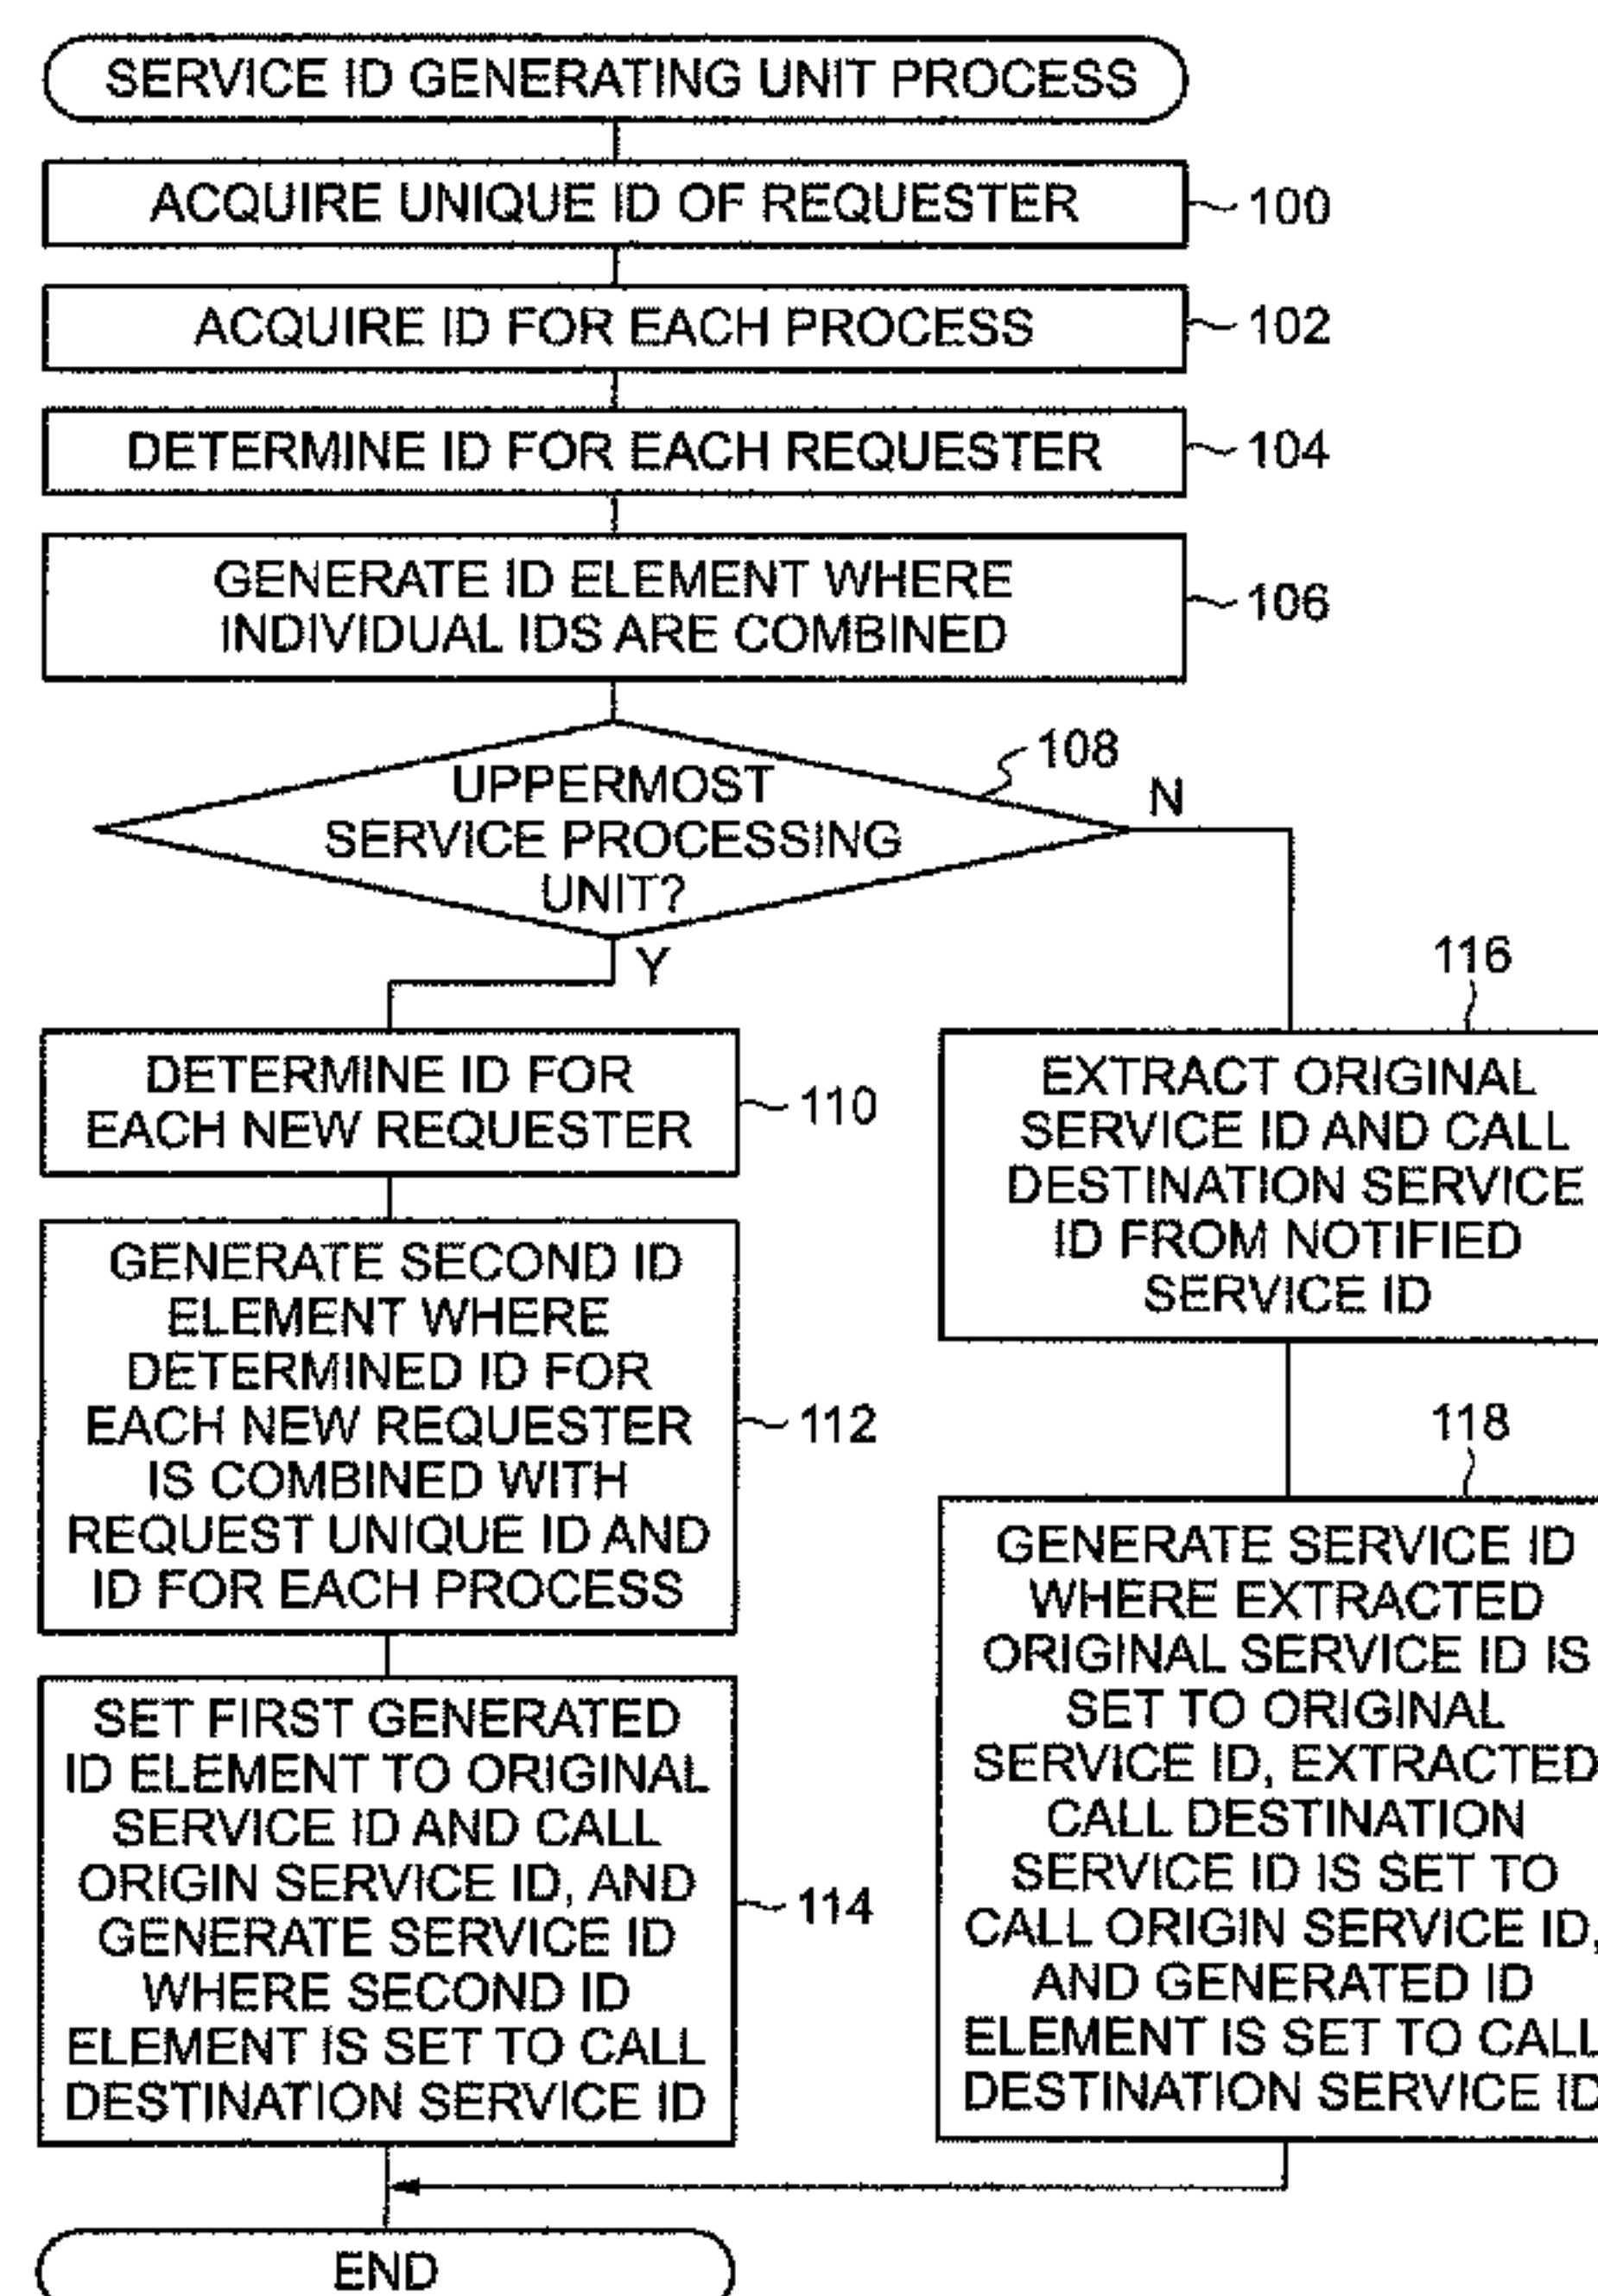 SERVICE ID GENERATING UNIT PROCESS
ACQUIRE UNIQUE ID OF REQUESTER
100
ACQUIRE ID FOR EACH PROCESS
102
DETERMINE ID FOR EACH REQUESTER
104
GENERATE ID ELEMENT WHERE
INDIVIDUAL IDS ARE COMBINED
106
108
UPPERMOST
SERVICE PROCESSING
UNIT?
N
Y
DETERMINE ID FOR
EACH NEW REQUESTER
110
GENERATE SECOND ID
ELEMENT WHERE
DETERMINED ID FOR
EACH NEW REQUESTER
IS COMBINED WITH
REQUEST UNIQUE ID AND
ID FOR EACH PROCESS
112
SET FIRST GENERATED
ID ELEMENT TO ORIGINAL
SERVICE ID AND CALL
ORIGIN SERVICE ID, AND
GENERATE SERVICE ID
WHERE SECOND ID
ELEMENT IS SET TO CALL
DESTINATION SERVICE ID
114
116
EXTRACT ORIGINAL
SERVICE ID AND CALL
DESTINATION SERVICE
ID FROM NOTIFIED
SERVICE ID
118
GENERATE SERVICE ID
WHERE EXTRACTED
ORIGINAL SERVICE ID IS
SET TO ORIGINAL
SERVICE ID, EXTRACTED
CALL DESTINATION
SERVICE ID IS SET TO
CALL ORIGIN SERVICE ID,
AND GENERATED ID
ELEMENT IS SET TO CALL
DESTINATION SERVICE ID
END